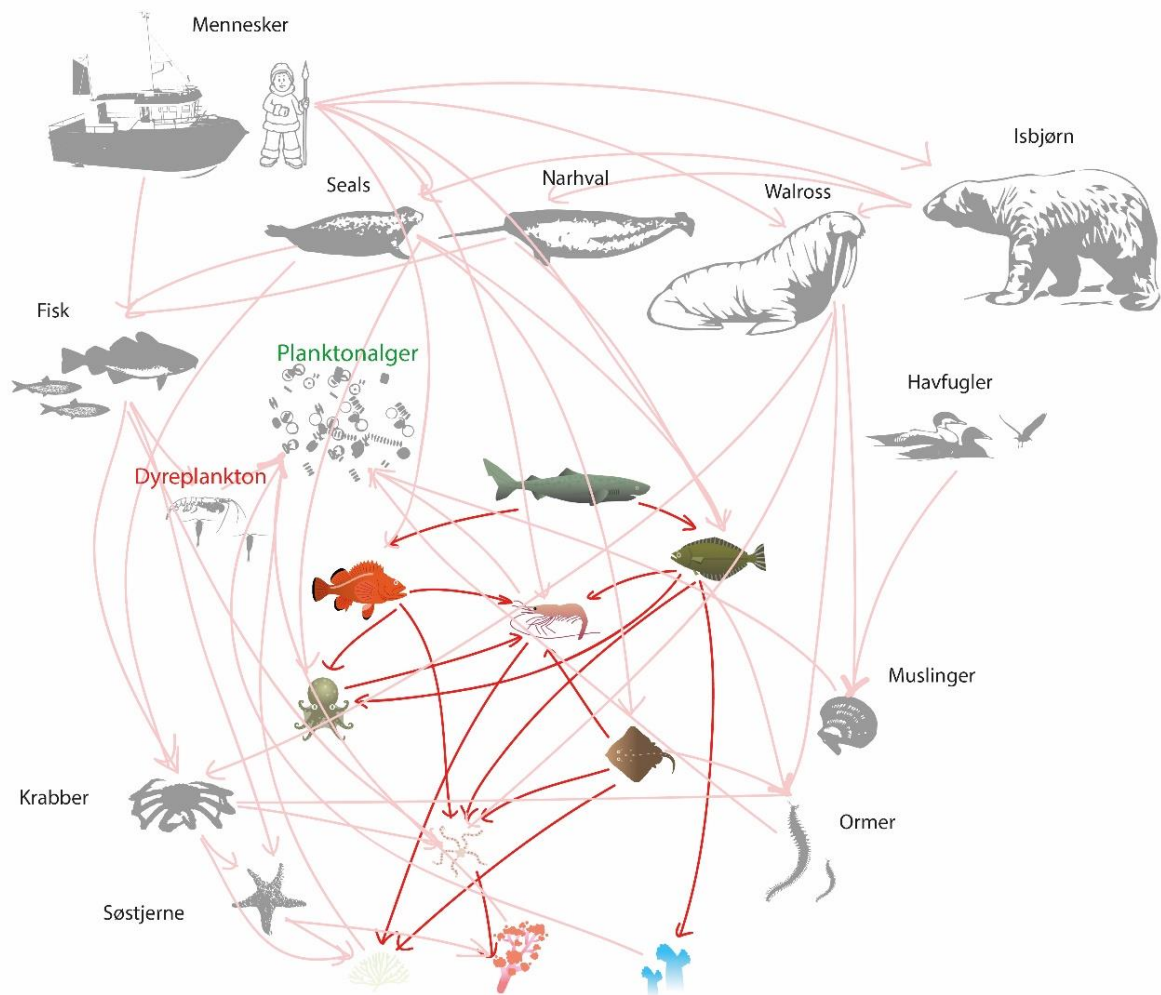 Mennesker
Isbjørn
Seals
Narhval
Walross
Fisk
Planktonalger
Havfugler
Dyreplankton
Muslinger
Krabber
Ormer
Søstjerne